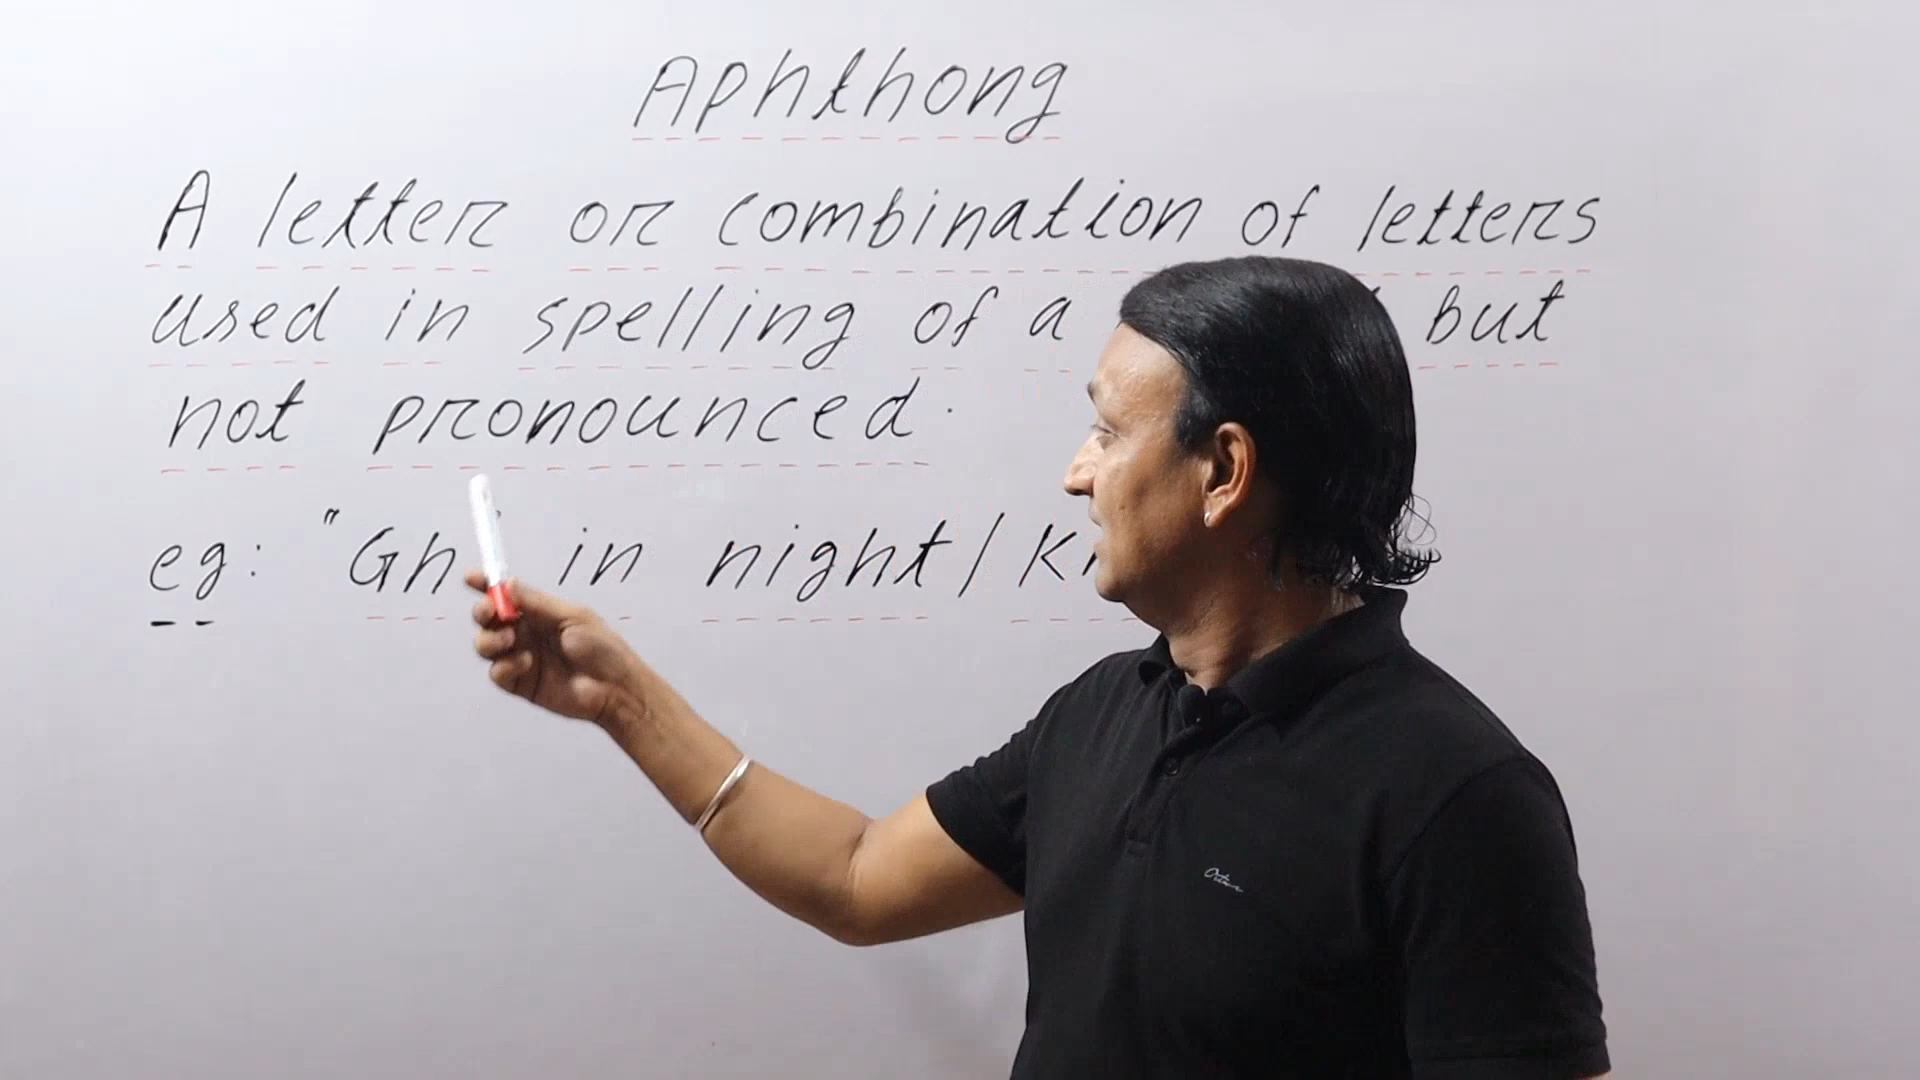 Aphthong
A letter or combination of letters
used in spelling of a but
not pronounced.
eg: "Gh" in night/